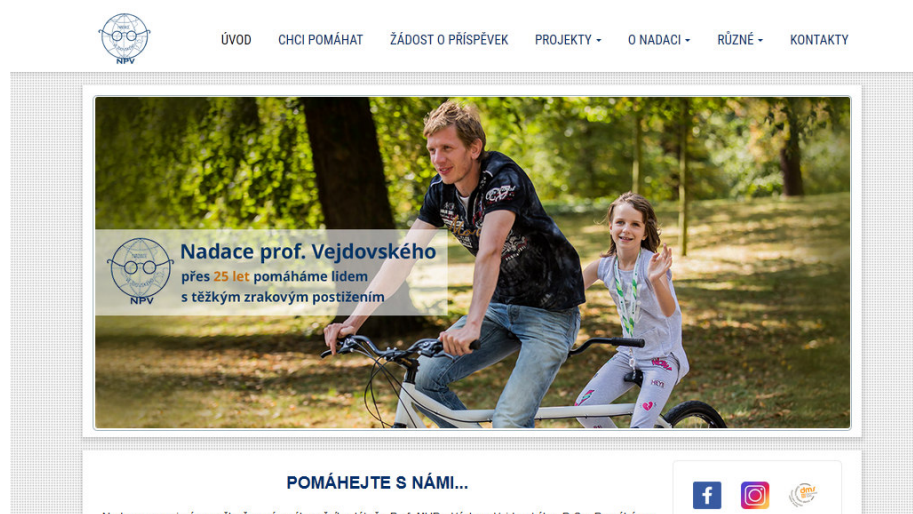 NPV
ÚVOD CHCI POMÁHAT ŽÁDOST O PŘÍSPĚVEK PROJEKTY O NADACI RŮZNÉ KONTAKTY
Nadace prof. Vejdovského
přes 25 let pomáháme lidem
s těžkým zrakovým postižením
NPV
POMÁHEJTE S NÁMI...